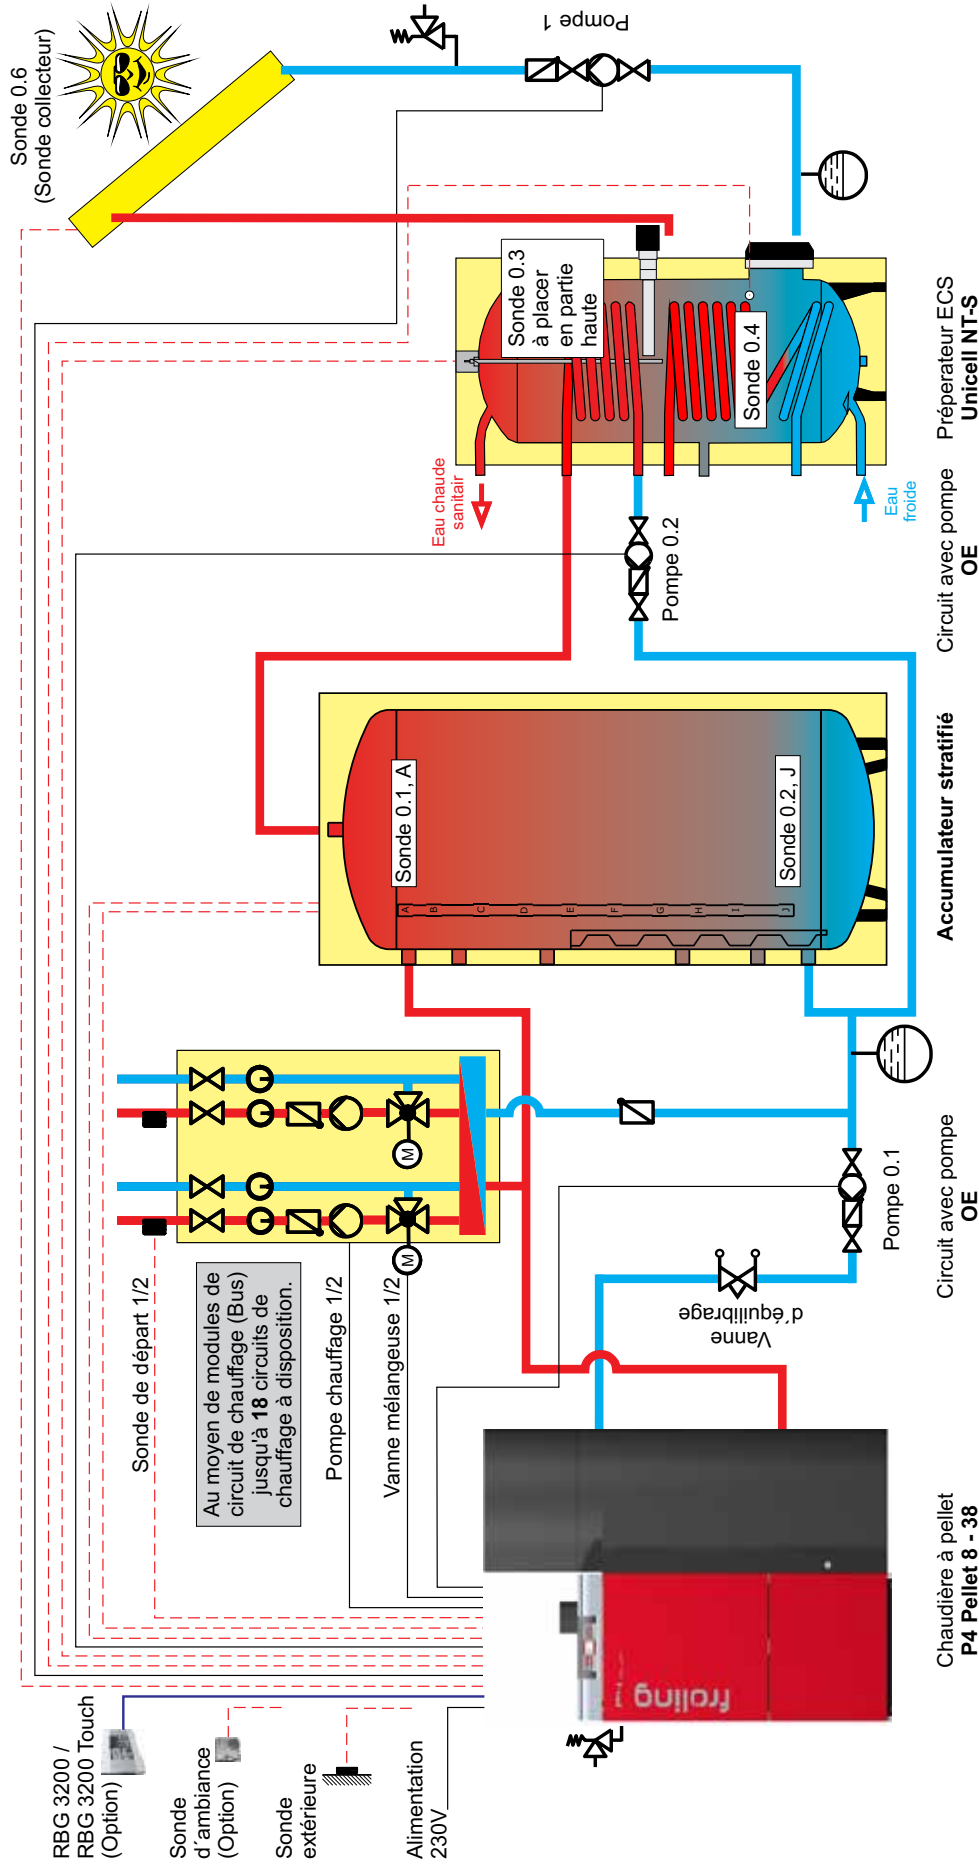 RBG 3200 /
RBG 3200 Touch
(Option)
Sonde
d´ambiance
(Option)
Sonde
extérieure
Alimentation
230V
Sonde de départ 1/2
Au moyen de modules de
circuit de chauffage (Bus)
jusqu'à 18 circuits de
chauffage à disposition.
Pompe chauffage 1/2
Vanne mélangeuse 1/2
M
M
Vanne
d´équilibrage
Pompe 0.1
froling
Chaudière à pellet
P4 Pellet 8 - 38
Circuit avec pompe
OE
Sonde 0.1, A
A
B
C
D
E
F
G
H
I
J
Sonde 0.2, J
Accumulateur stratifié
Pompe 0.2
Circuit avec pompe
OE
Eau chaude
sanitair
Eau
froide
Sonde 0.3
à placer
en partie
haute
Sonde 0.4
Préperateur ECS
Unicell NT-S
Sonde 0.6
(Sonde collecteur)
Pompe 1